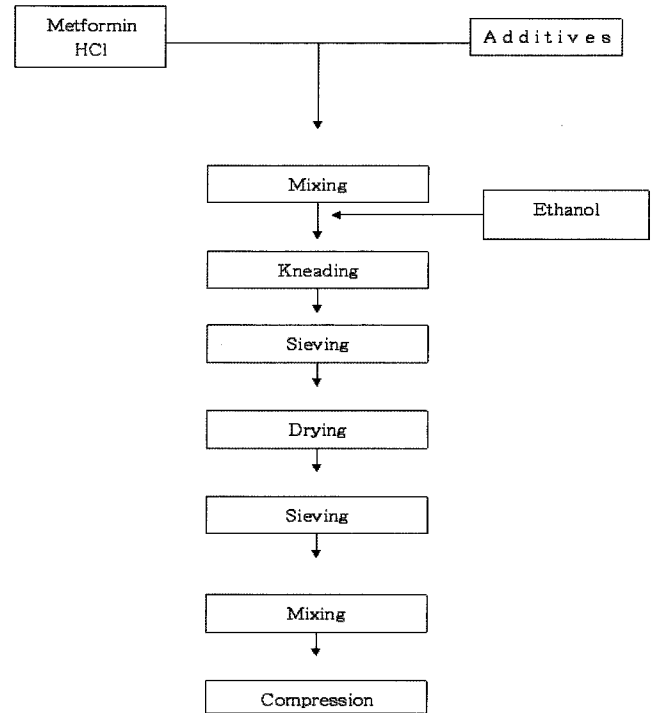 Metformin
HCl
Additives
Mixing
Ethanol
Kneading
Sieving
Drying
Sieving
Mixing
Compression